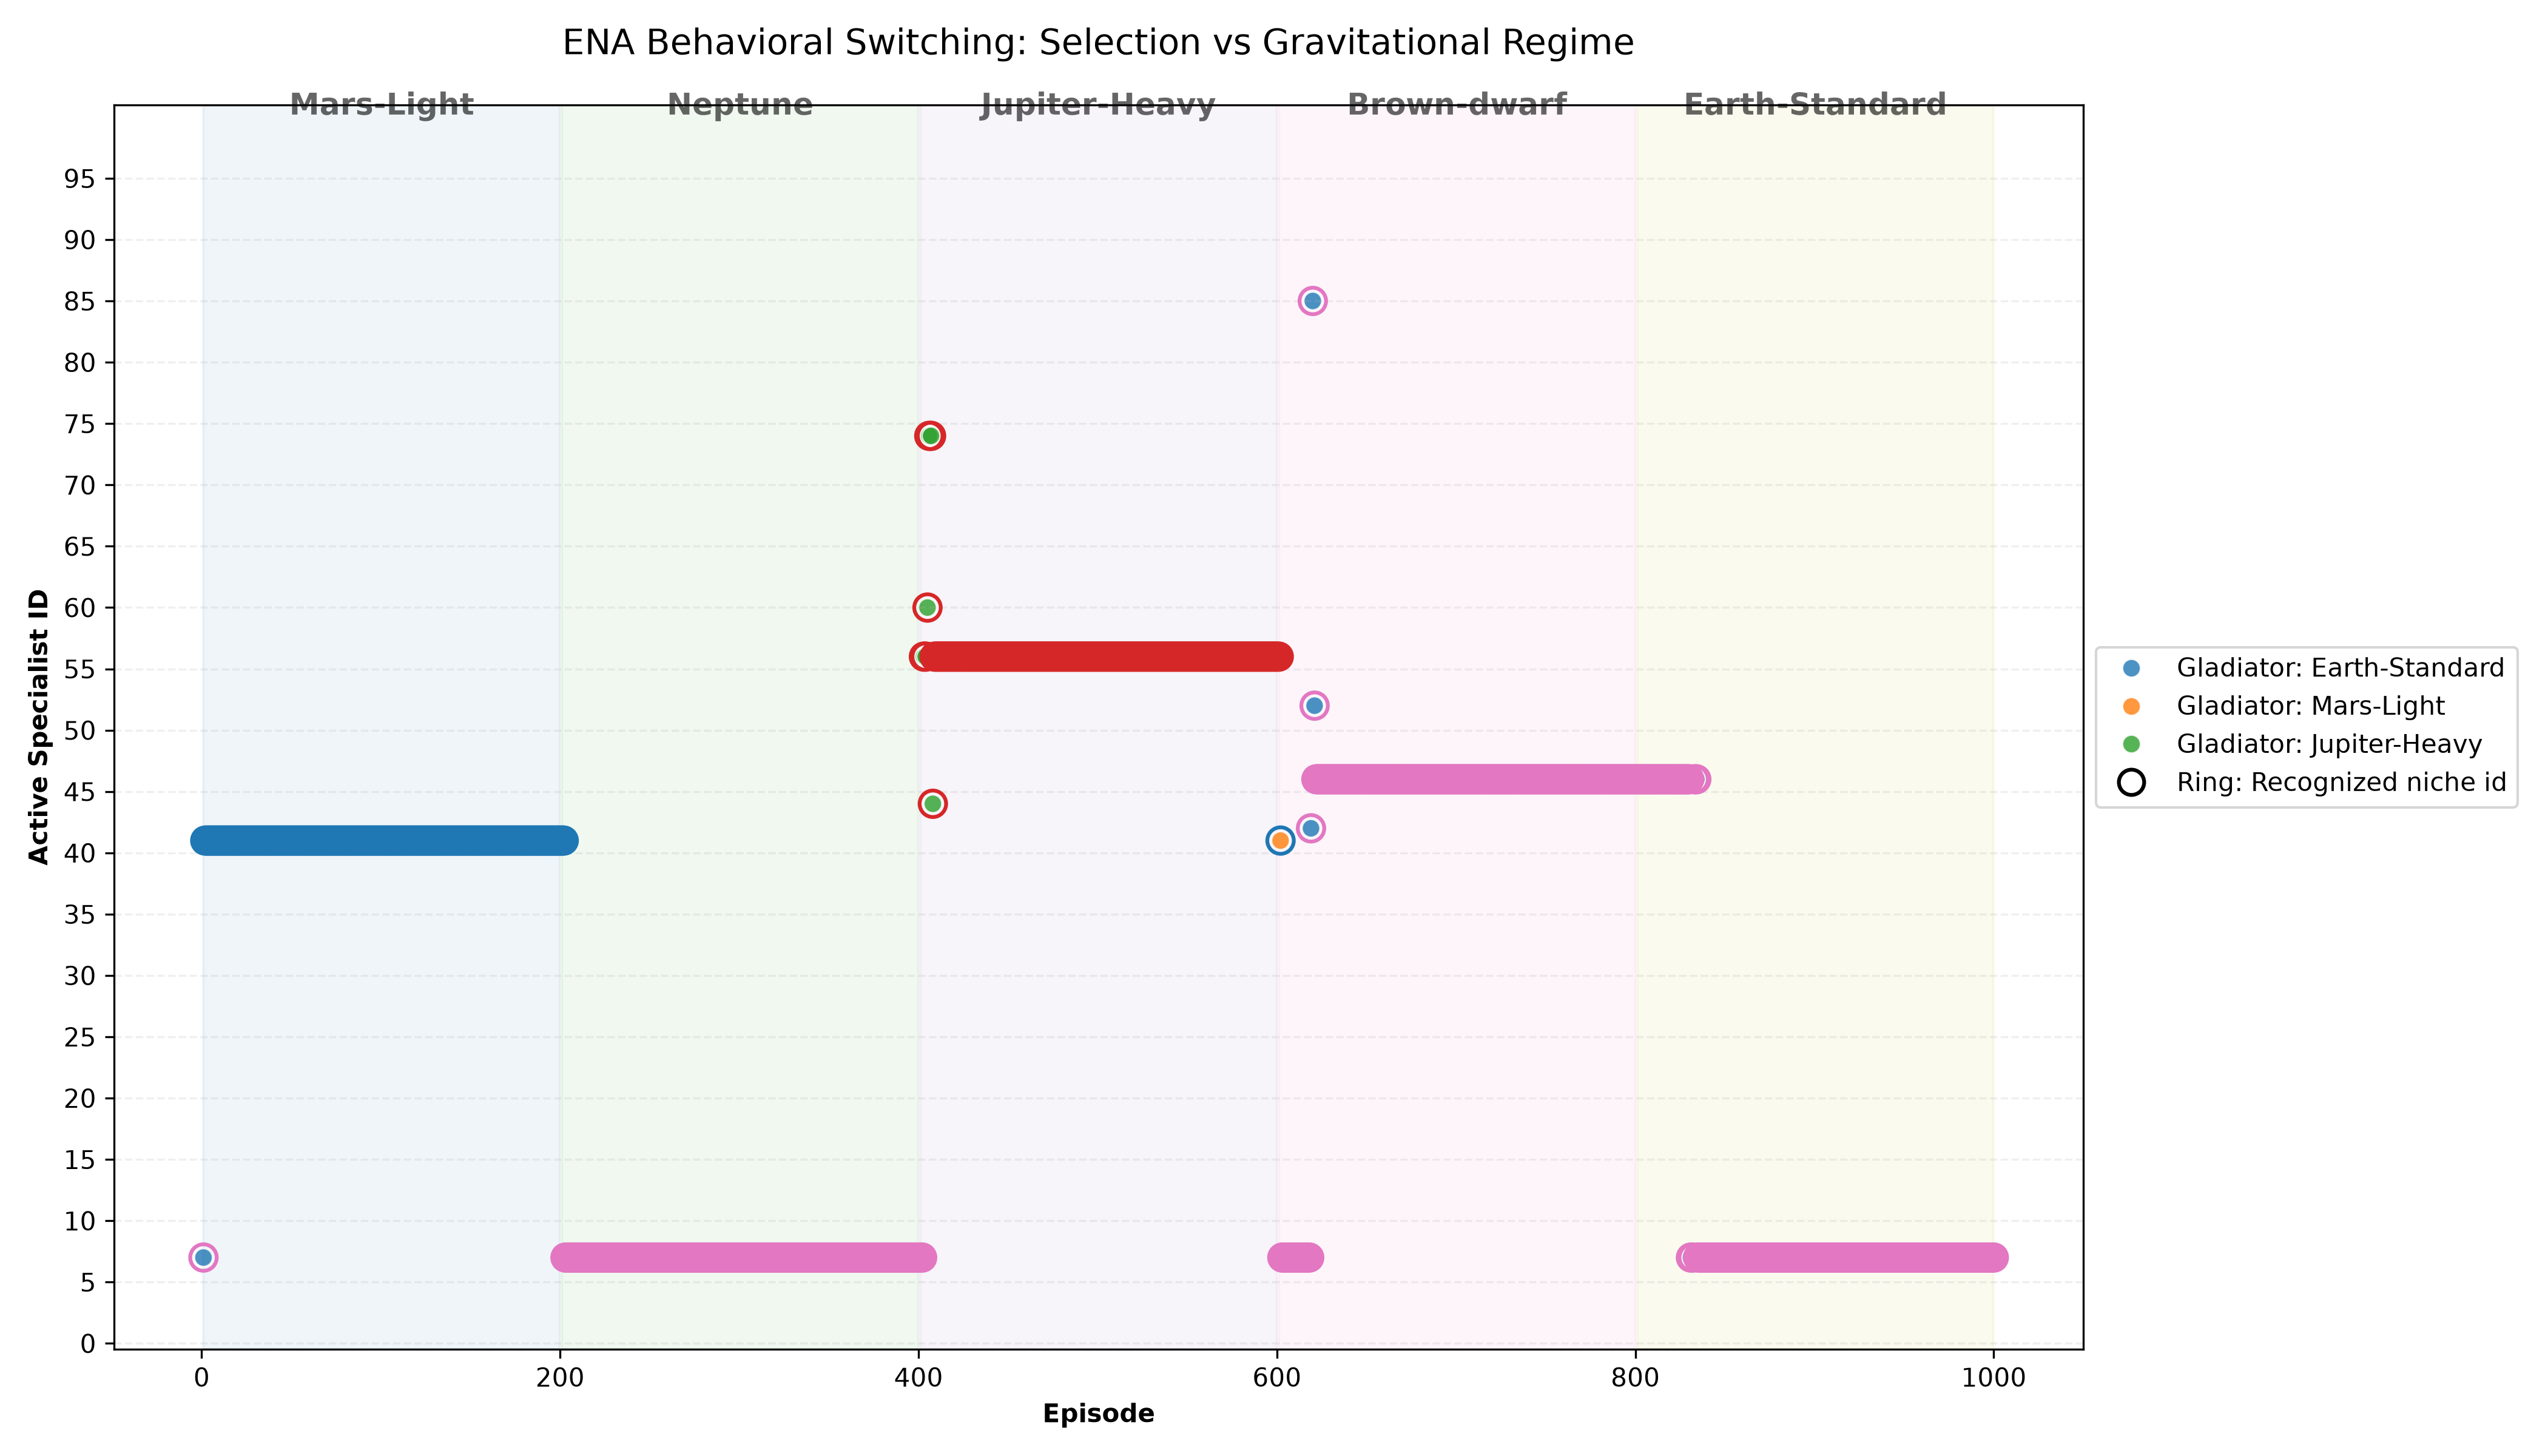 ENA Behavioral Switching: Selection vs Gravitational Regime
Mars-Light
Neptune
Jupiter-Heavy
Brown-dwarf
Earth-Standard
95
90
85
80
75
70
65
60
55
50
45
40
35
30
25
20
15
10
5
0
Active Specialist ID
0
200
400
600
800
1000
Episode
Gladiator: Earth-Standard
Gladiator: Mars-Light
Gladiator: Jupiter-Heavy
Ring: Recognized niche id